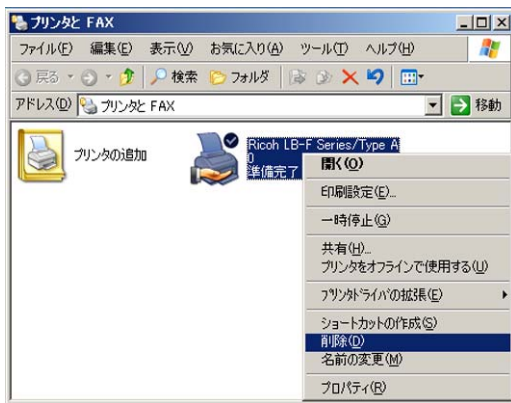 プリンタと FAX
ファイル(F) 編集(E) 表示(V) お気に入り(A) ツール(T) ヘルプ(H)
戻る 検索 フォルダ
アドレス(D) プリンタと FAX 移動
プリンタの追加
Ricoh LB-F Series/Type A
0
準備完了
開く(O)
印刷設定(E)...
一時停止(G)
共有(H)...
プリンタをオフラインで使用する(U)
プリンタドライバの拡張(E)
ショートカットの作成(S)
削除(D)
名前の変更(M)
プロパティ(R)